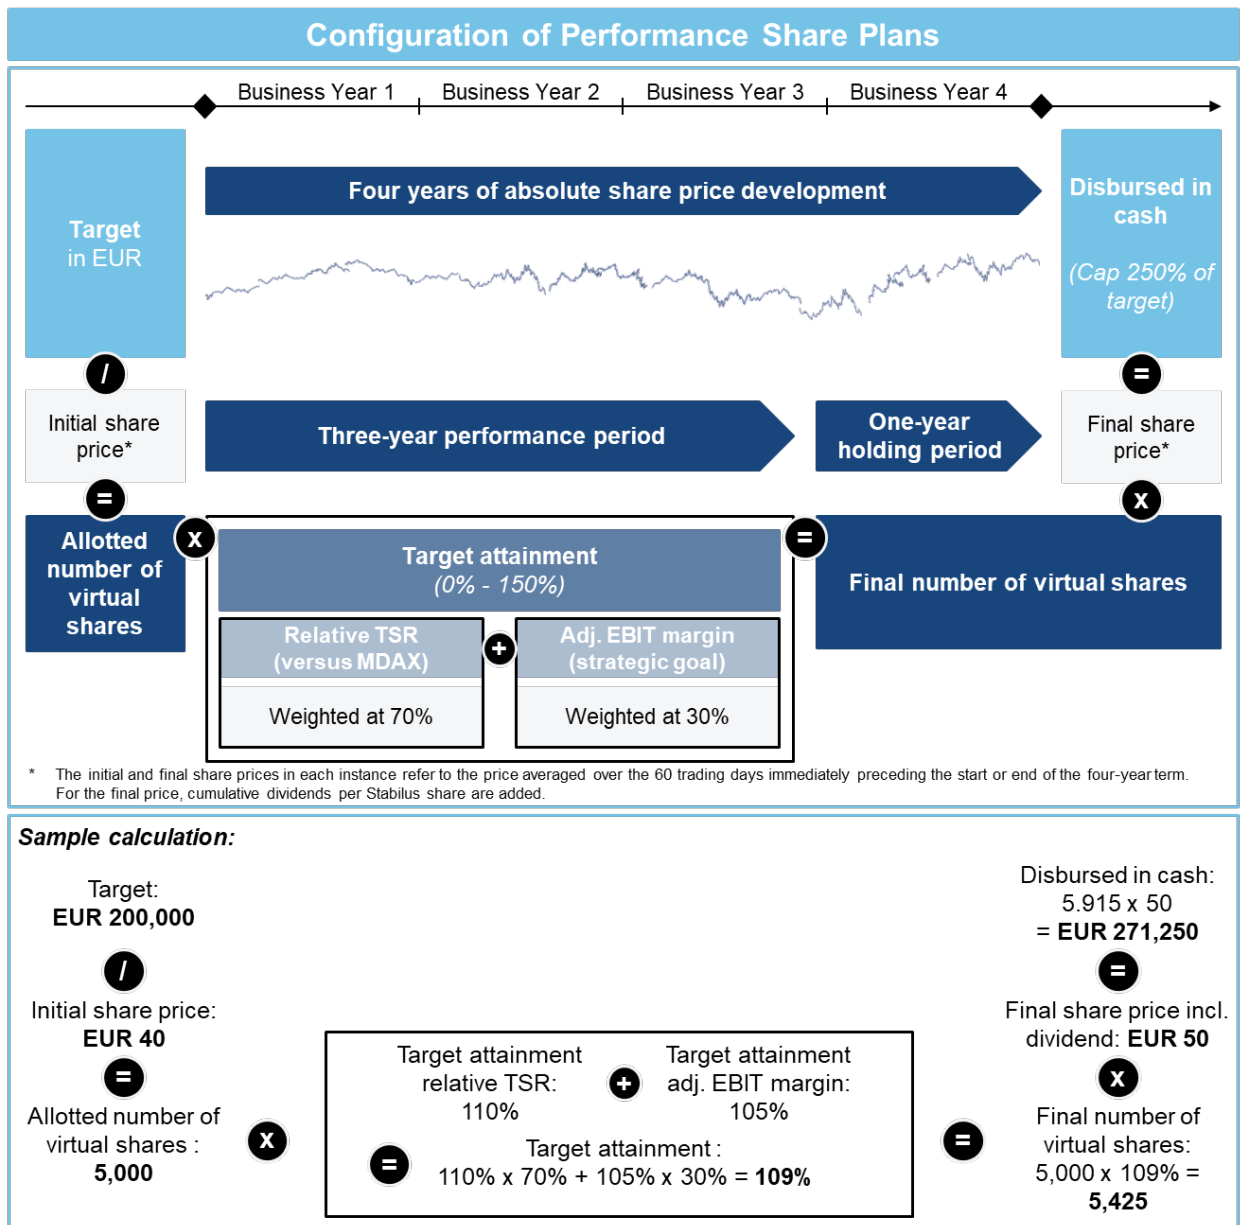 Configuration of Performance Share Plans
Business Year 1
Business Year 2
Business Year 3
Business Year 4
Target
in EUR
Four years of absolute share price development
Disbursed in
cash
(Cap 250% of
target)
/
=
Initial share
price*
Three-year performance period
One-year
holding period
Final share
price*
=
x
Allotted
number of
virtual
shares
x
Target attainment
(0% - 150%)
=
Final number of virtual shares
Relative TSR
(versus MDAX)
+
Adj. EBIT margin
(strategic goal)
Weighted at 70%
Weighted at 30%
* The initial and final share prices in each instance refer to the price averaged over the 60 trading days immediately preceding the start or end of the four-year term.
For the final price, cumulative dividends per Stabilus share are added.
Sample calculation:
Target:
EUR 200,000
/
Initial share price:
EUR 40
=
Allotted number of
virtual shares :
5,000
x
Target attainment
relative TSR:
110%
+
Target attainment
adj. EBIT margin:
105%
=
Target attainment :
110% x 70% + 105% x 30% = 109%
=
Disbursed in cash:
5.915 x 50
= EUR 271,250
=
Final share price incl.
dividend: EUR 50
x
Final number of
virtual shares:
5,000 x 109% =
5,425